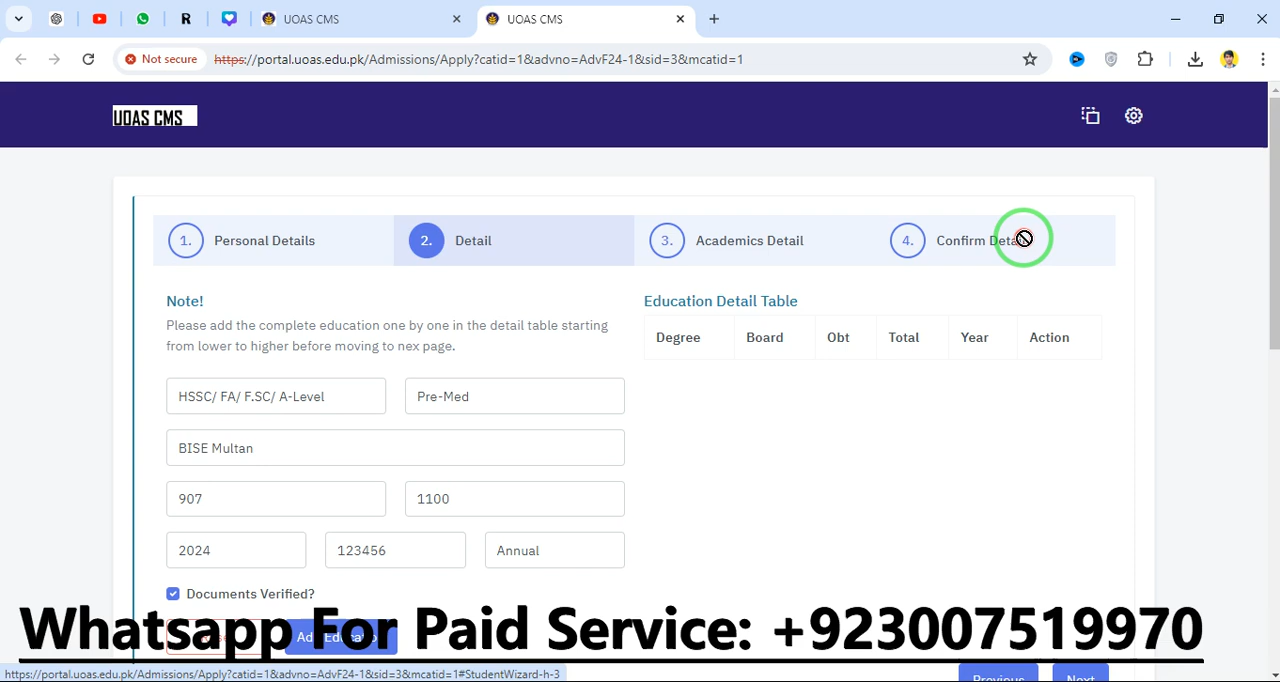 UOAS CMS
UOAS CMS
Not secure
https://portal.uoas.edu.pk/Admissions/Apply?catid=1&advno=AdvF24-1&sid=3&mcatid=1
UOAS CMS
1. Personal Details
2. Detail
3. Academics Detail
4. Confirm Detail
Note!
Please add the complete education one by one in the detail table starting
from lower to higher before moving to nex page.
HSSC/ FA/ F.SC/ A-Level
Pre-Med
BISE Multan
907
1100
2024
123456
Annual
Documents Verified?
Add Education
Education Detail Table
Degree Board Obt Total Year Action
Previous
Next
Whatsapp For Paid Service: +923007519970
https://portal.uoas.edu.pk/Admissions/Apply?catid=1&advno=AdvF24-1&sid=3&mcatid=1#StudentWizard-h-3